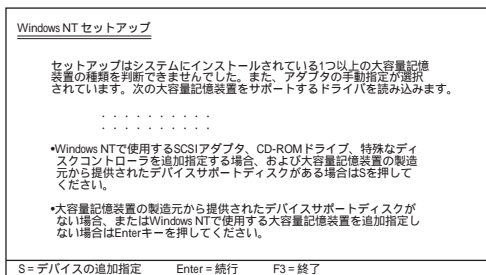 Windows NT セットアップ
セットアップはシステムにインストールされている1つ以上の大容量記憶
装置の種類を判断できませんでした。また、アダプタの手動指定が選択
されています。次の大容量記憶装置をサポートするドライバを読み込みます。
. . . . . . . . . .
. . . . . . . . . .
•Windows NTで使用するSCSIアダプタ、CD-ROMドライブ、特殊なディ
スクコントローラを追加指定する場合、および大容量記憶装置の製造
元から提供されたデバイスサポートディスクがある場合はSを押して
ください。
•大容量記憶装置の製造元から提供されたデバイスサポートディスクが
ない場合、またはWindows NTで使用する大容量記憶装置を追加指定し
ない場合はEnterキーを押してください。
S = デバイスの追加指定 Enter = 続行 F3 = 終了